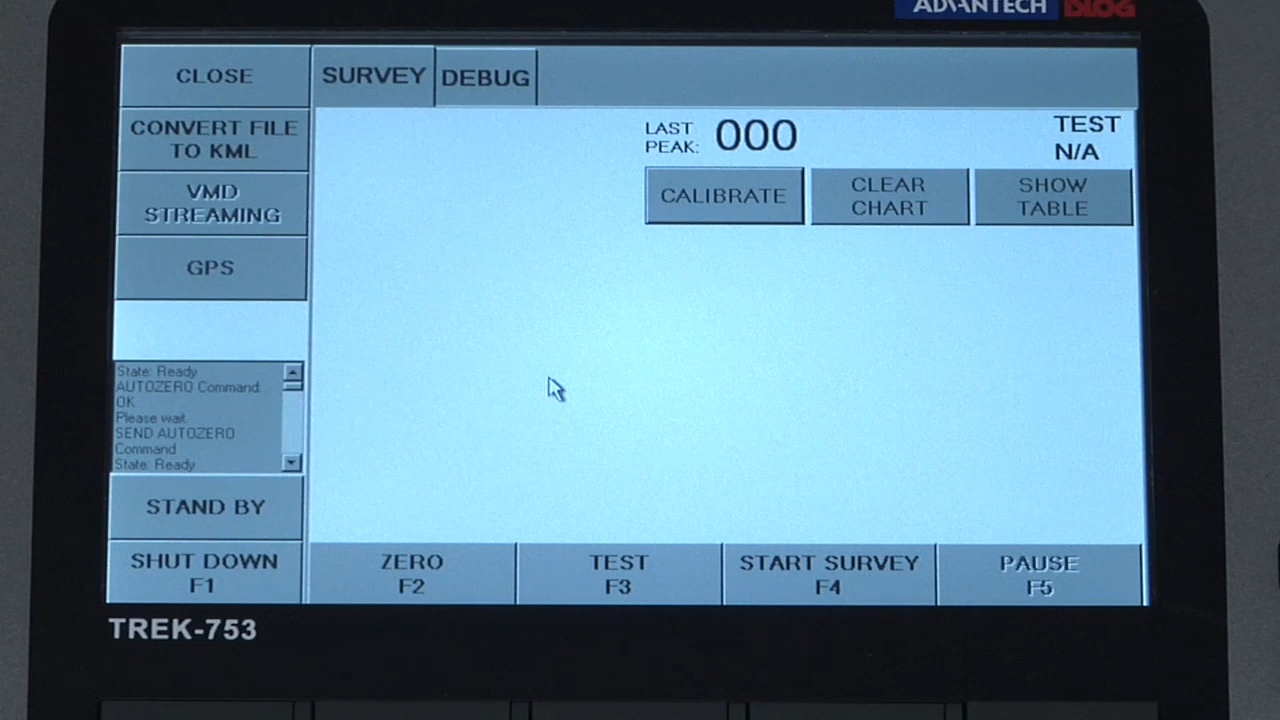 ADVANTECH DLOG
CLOSE
SURVEY
DEBUG
CONVERT FILE
TO KML
LAST
PEAK: 000
TEST
N/A
VMD
STREAMING
CALIBRATE
CLEAR
CHART
SHOW
TABLE
GPS
State: Ready
AUTOZERO Command:
OK
Please wait.
SEND AUTOZERO
Command
State: Ready
STAND BY
SHUT DOWN
F1
ZERO
F2
TEST
F3
START SURVEY
F4
PAUSE
F5
TREK-753